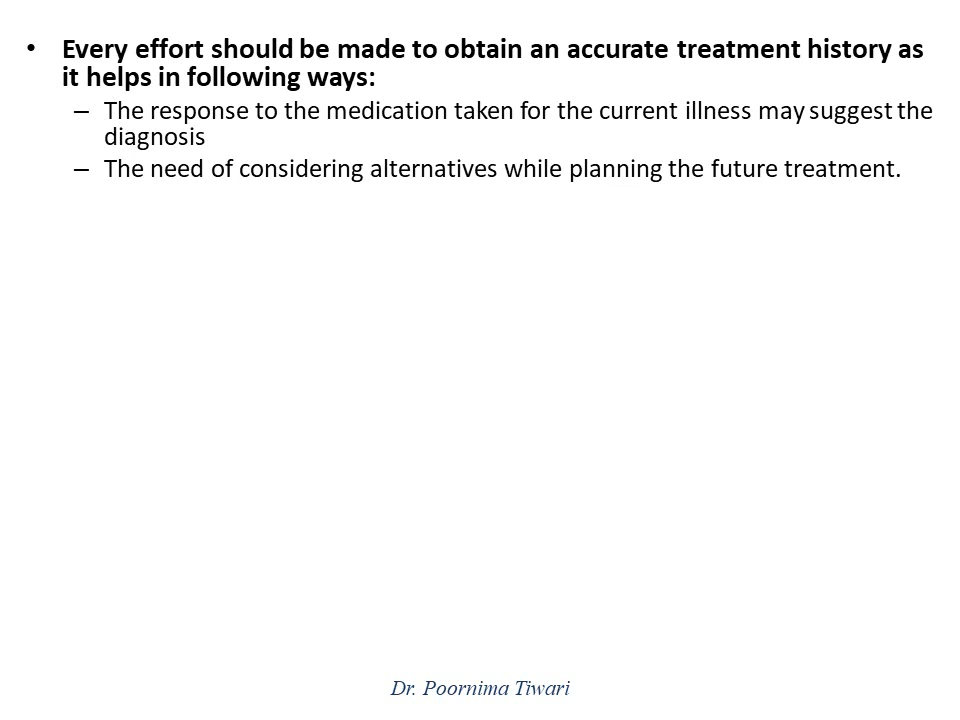 • Every effort should be made to obtain an accurate treatment history as
it helps in following ways:
– The response to the medication taken for the current illness may suggest the
diagnosis
– The need of considering alternatives while planning the future treatment.
Dr. Poornima Tiwari